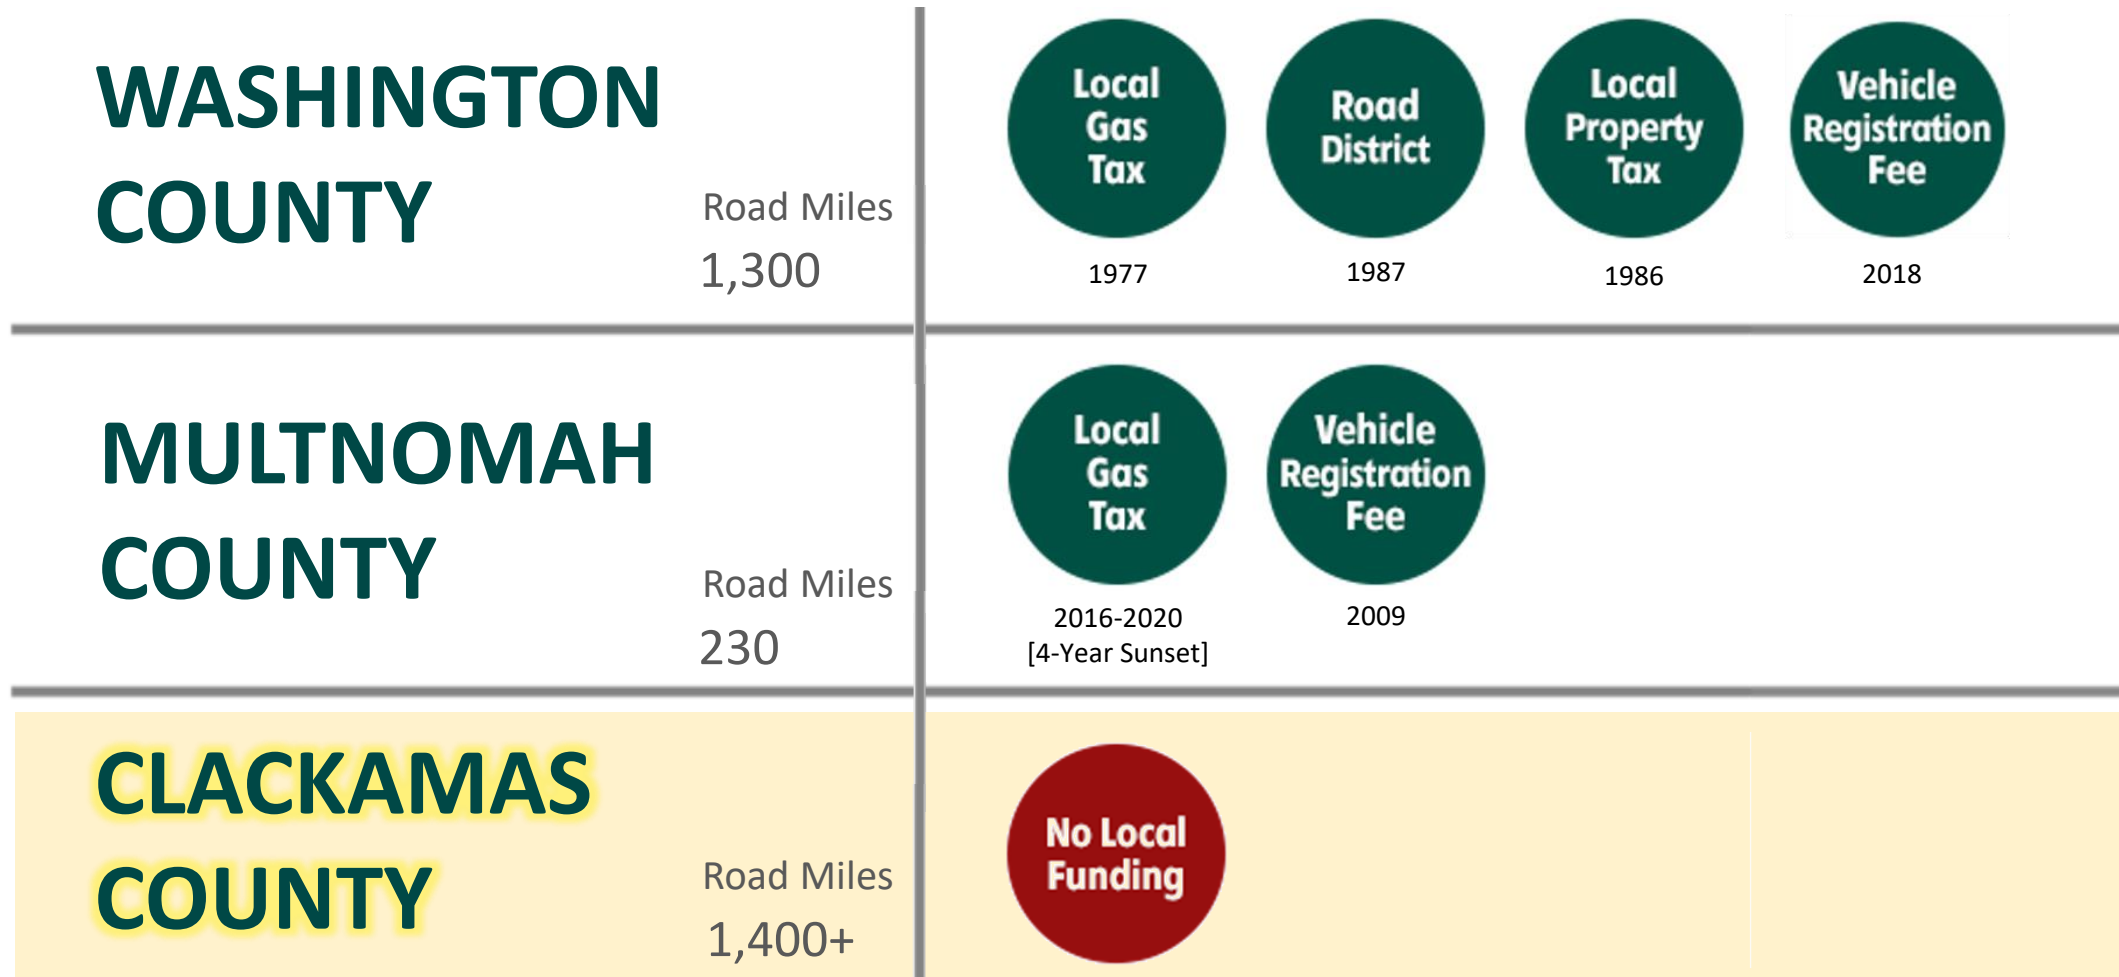 WASHINGTON
COUNTY
Road Miles
1,300
Local
Gas
Tax
1977
Road
District
1987
Local
Property
Tax
1986
Vehicle
Registration
Fee
2018
MULTNOMAH
COUNTY
Road Miles
230
Local
Gas
Tax
2016-2020
[4-Year Sunset]
Vehicle
Registration
Fee
2009
CLACKAMAS
COUNTY
Road Miles
1,400+
No Local
Funding